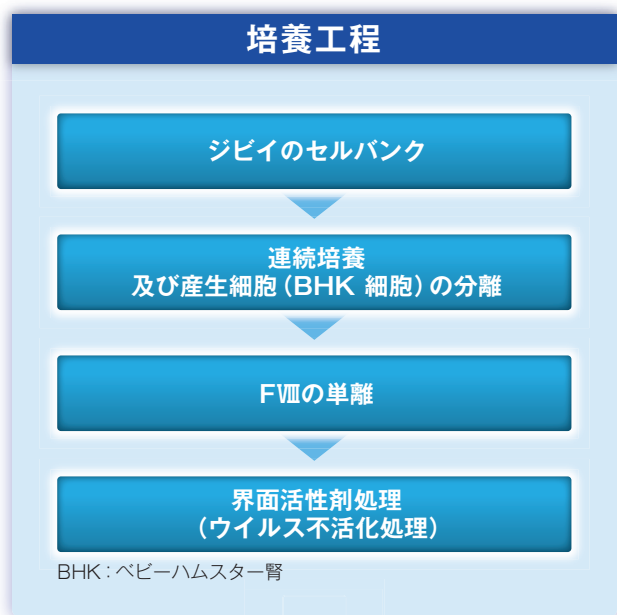 培養工程
ジビイのセルバンク
連続培養
及び産生細胞（BHK 細胞）の分離
FⅧの単離
界面活性剤処理
（ウイルス不活化処理）
BHK：ベビーハムスター腎